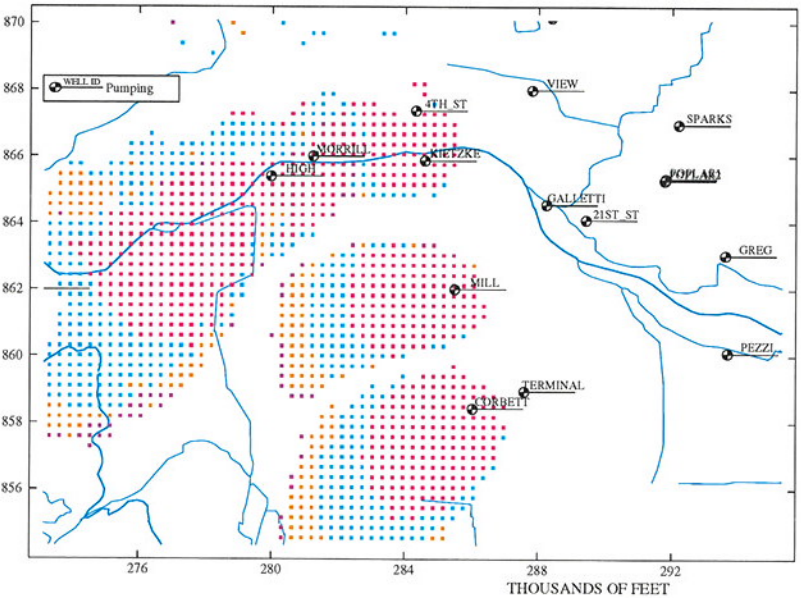 870
868
866
864
862
860
858
856
WELL ID Pumping
4TH_ST
VIEW
SPARKS
MORRILL
KIETZKE
HIGH
GALLETTI
21ST_ST
GREG
MILL
PEZZI
TERMINAL
CORBETT
276 280 284 288 292
THOUSANDS OF FEET